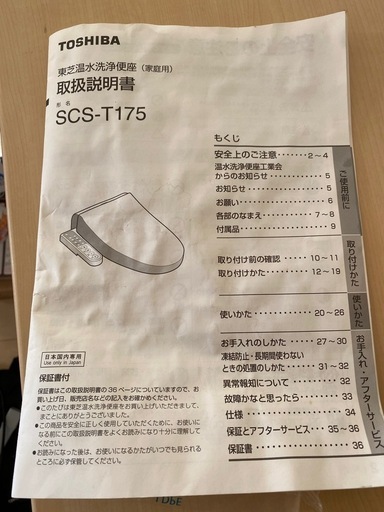 TOSHIBA
東芝温水洗浄便座（家庭用）
取扱説明書
形名
SCS-T175
日本国内専用
Use only in Japan
保証書付
保証書はこの取扱説明書の36ページについていますので、お
買い上げ日、販売店名などの記入をお確かめください。
●このたびは東芝温水洗浄便座をお買い上げいただきまして、
まことにありがとうございました。
●この商品を安全に正しく使用していただくために、お使いに
なる前にこの取扱説明書をよくお読みになり十分に理解して
ください。
●お読みになった後は、お使いになるかたがいつでも見られる
ところに必ず保管してください。
もくじ
安全上のご注意・・・・・・・2～4
温水洗浄便座工業会
からのお知らせ・・・・・・・・・5
お知らせ・・・・・・・・・・・・・・5
お願い・・・・・・・・・・・・・・・・6
各部のなまえ・・・・・・・・7～8
付属品・・・・・・・・・・・・・・・・9
ご使用前に
取り付け前の確認・・・・10～11
取り付けかた・・・・・・・・12～19
取り付けかた
使いかた・・・・・・・・・・・・20～26
使いかた
お手入れのしかた・・・・27～30
凍結防止・長期間使わない
ときの処置のしかた・・・31～32
異常報知について・・・・・・・32
故障かなと思ったら・・・・・・33
仕様・・・・・・・・・・・・・・・・・・34
保証とアフターサービス・・・35～36
保証書・・・・・・・・・・・・・・・・36
お手入れ・アフターサービス